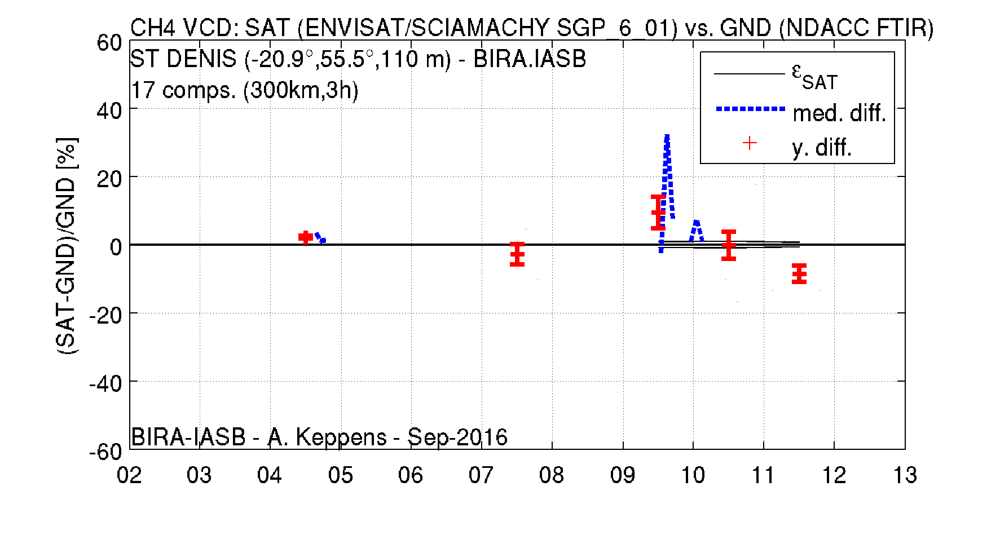 CH4 VCD: SAT (ENVISAT/SCIAMACHY SGP_6_01) vs. GND (NDACC FTIR)
ST DENIS (-20.9°,55.5°,110 m) - BIRA.IASB
17 comps. (300km,3h)
εSAT
med. diff.
y. diff.
(SAT-GND)/GND [%]
60
40
20
0
-20
-40
-60
BIRA-IASB - A. Keppens - Sep-2016
02 03 04 05 06 07 08 09 10 11 12 13